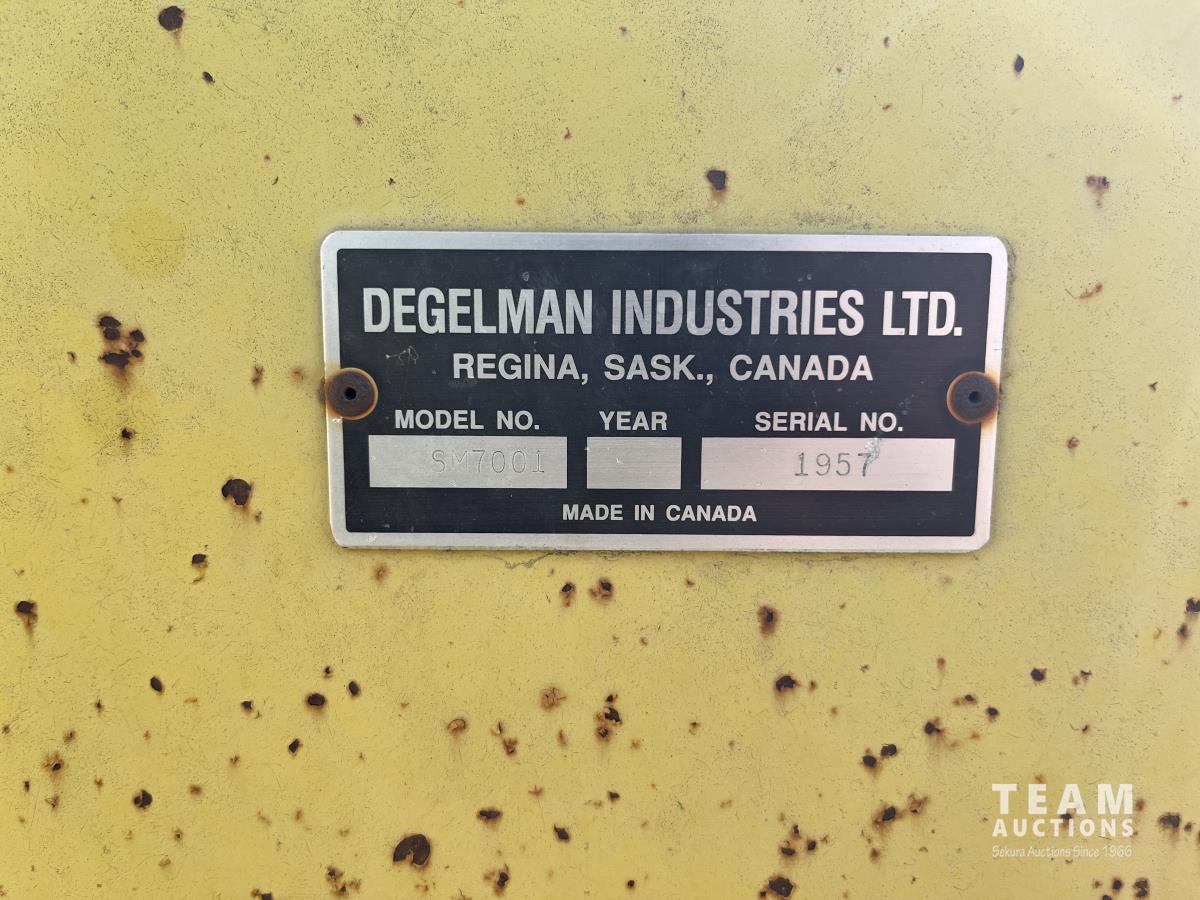 DEGELMAN INDUSTRIES LTD.
REGINA, SASK., CANADA
MODEL NO. YEAR SERIAL NO.
SM7001 1957
MADE IN CANADA
TEAM
AUCTIONS
Sekura Auctions Since 1966